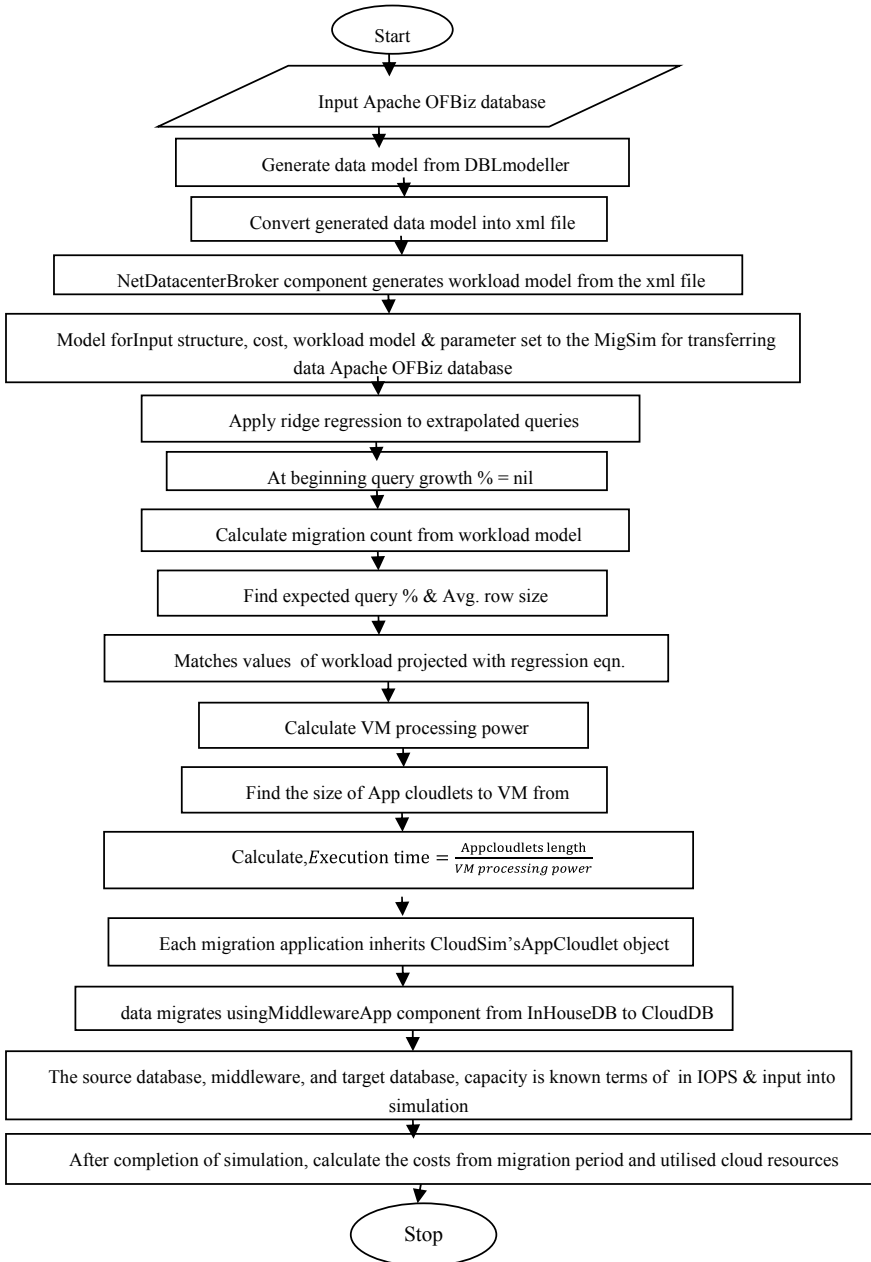 Start
Input Apache OFBiz database
Generate data model from DBLmodeller
Convert generated data model into xml file
NetDatacenterBroker component generates workload model from the xml file
Model forInput structure, cost, workload model & parameter set to the MigSim for transferring
data Apache OFBiz database
Apply ridge regression to extrapolated queries
At beginning query growth % = nil
Calculate migration count from workload model
Find expected query % & Avg. row size
Matches values of workload projected with regression eqn.
Calculate VM processing power
Find the size of App cloudlets to VM from
Calculate,Execution time = Appcloudlets length / VM processing power
Each migration application inherits CloudSim'sAppCloudlet object
data migrates usingMiddlewareApp component from InHouseDB to CloudDB
The source database, middleware, and target database, capacity is known terms of in IOPS & input into
simulation
After completion of simulation, calculate the costs from migration period and utilised cloud resources
Stop